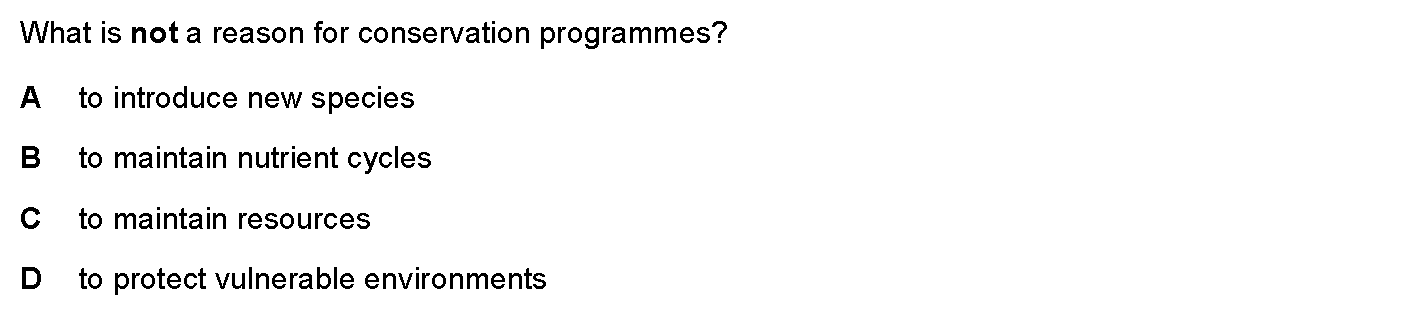 What is not a reason for conservation programmes?
A to introduce new species
B to maintain nutrient cycles
C to maintain resources
D to protect vulnerable environments